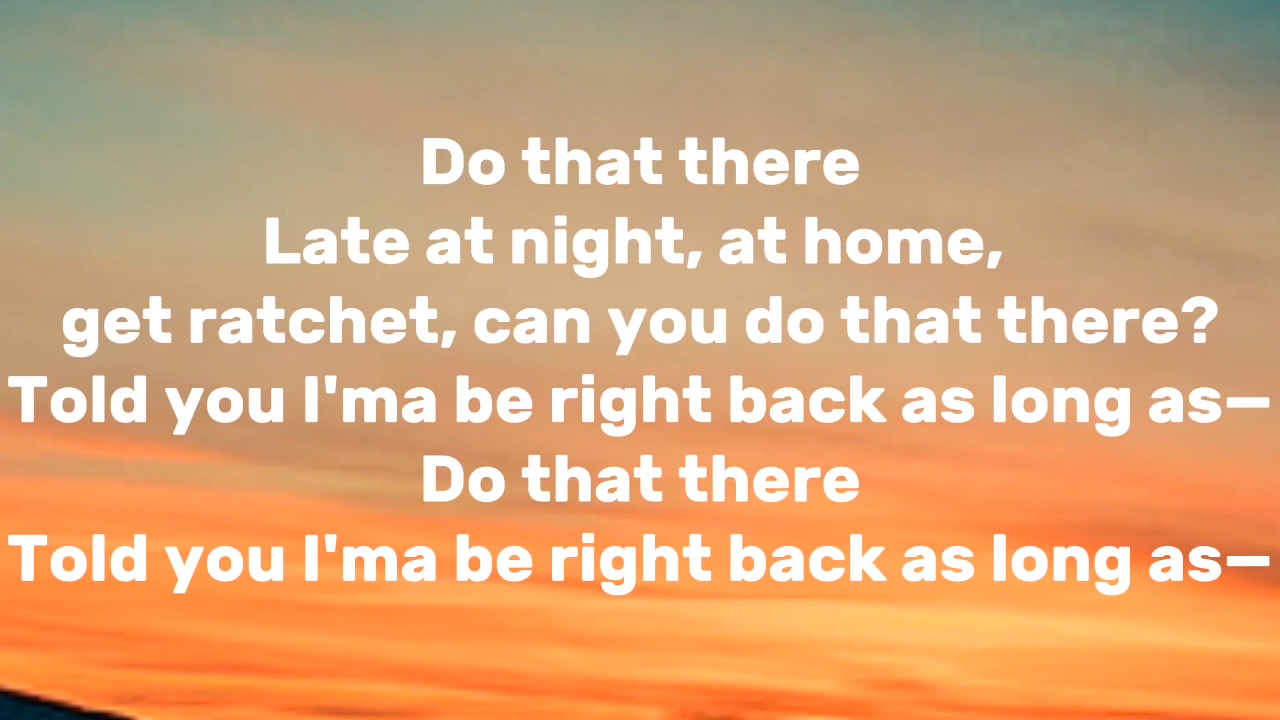 Do that there
Late at night, at home,
get ratchet, can you do that there?
Told you I'ma be right back as long as—
Do that there
Told you I'ma be right back as long as—